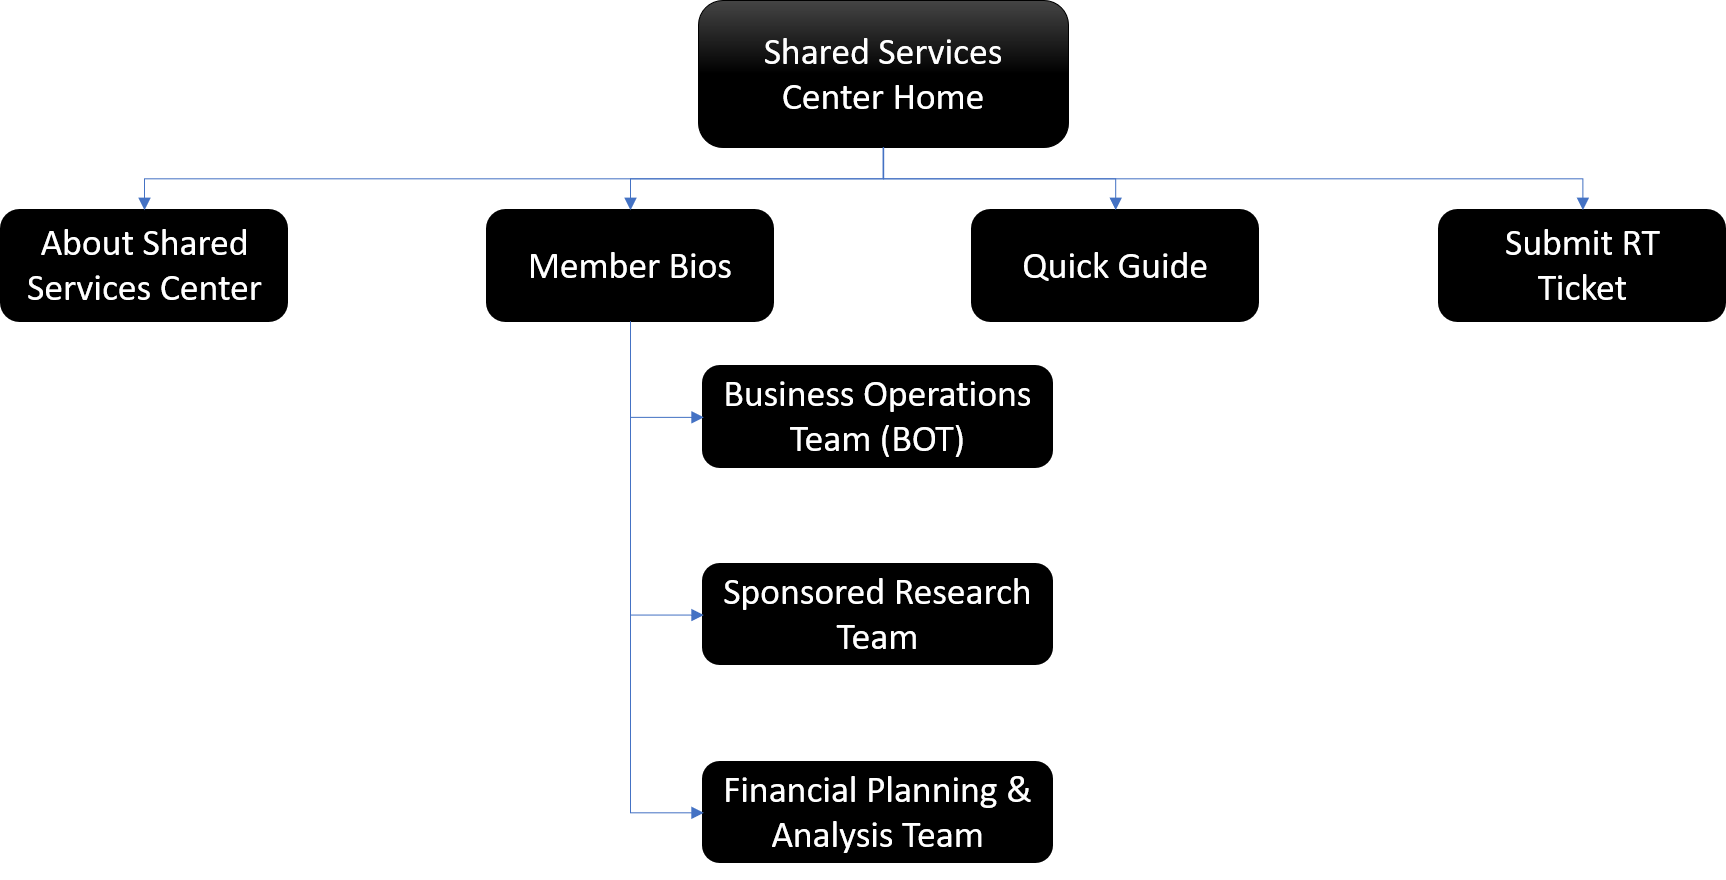 Shared Services
Center Home
About Shared
Services Center
Member Bios
Quick Guide
Submit RT
Ticket
Business Operations
Team (BOT)
Sponsored Research
Team
Financial Planning &
Analysis Team